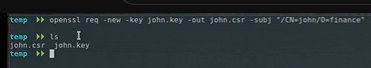 temp ▶▶ openssl req -new -key john.key -out john.csr -subj "/CN=john/O=finance"
temp ▶▶ ls
john.csr john.key
temp ▶▶